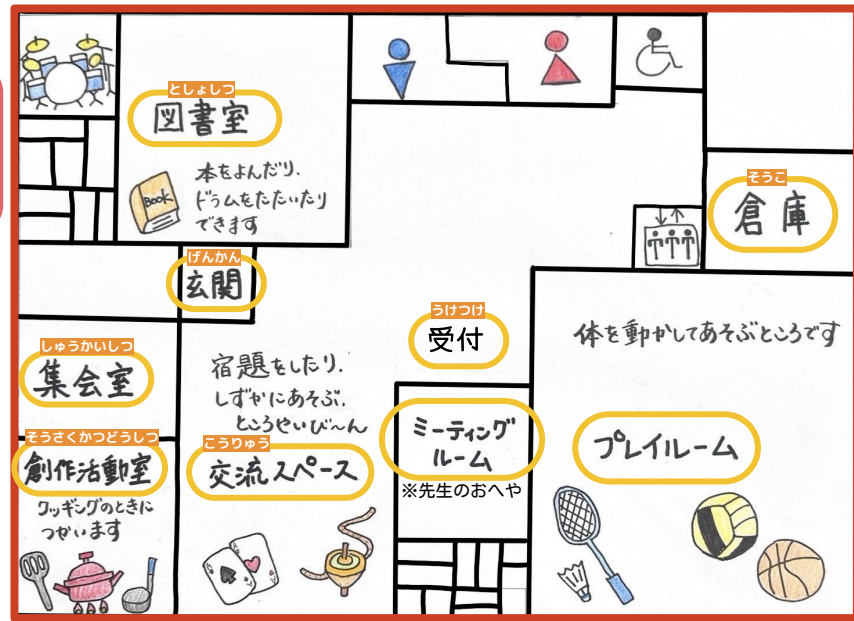 としょしつ
図書室
本をよんだり、
ドラムをたたいたり
できます
BOOK
そうこ
倉庫
げんかん
玄関
うけつけ
受付
体を動かしてあそぶところです
プレイルーム
しゅうかいしつ
集会室
宿題をしたり、
しずかにあそぶ、
ところせいび〜ん
こうりゅう
交流スペース
ミーティング
ルーム
※先生のおへや
そうさくかつどうしつ
創作活動室
クッキングのときに
つかいます
A
A